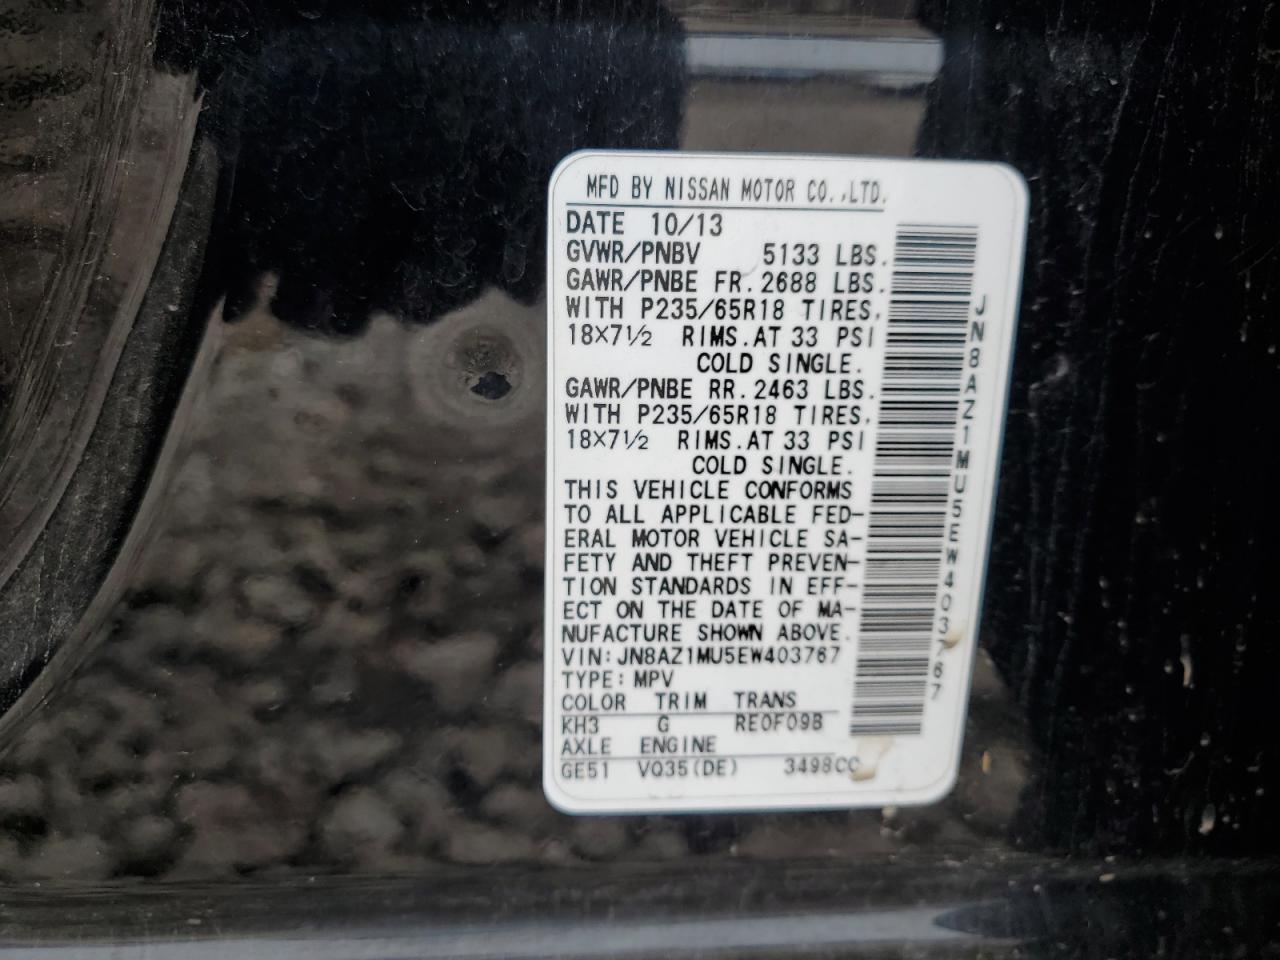 MFD BY NISSAN MOTOR CO.,LTD.
DATE 10/13
GVWR/PNBV 5133 LBS.
GAWR/PNBE FR. 2688 LBS.
WITH P235/65R18 TIRES,
18×7½ RIMS.AT 33 PSI
COLD SINGLE.
GAWR/PNBE RR. 2463 LBS.
WITH P235/65R18 TIRES,
18×7½ RIMS.AT 33 PSI
COLD SINGLE.
THIS VEHICLE CONFORMS
TO ALL APPLICABLE FED-
ERAL MOTOR VEHICLE SA-
FETY AND THEFT PREVEN-
TION STANDARDS IN EFF-
ECT ON THE DATE OF MA-
NUFACTURE SHOWN ABOVE.
VIN:JN8AZ1MU5EW403767
TYPE:MPV
COLOR TRIM TRANS
KH3 G RE0F09B
AXLE ENGINE
GE51 VQ35(DE) 3498CC
JN8AZ1MU5EW403767